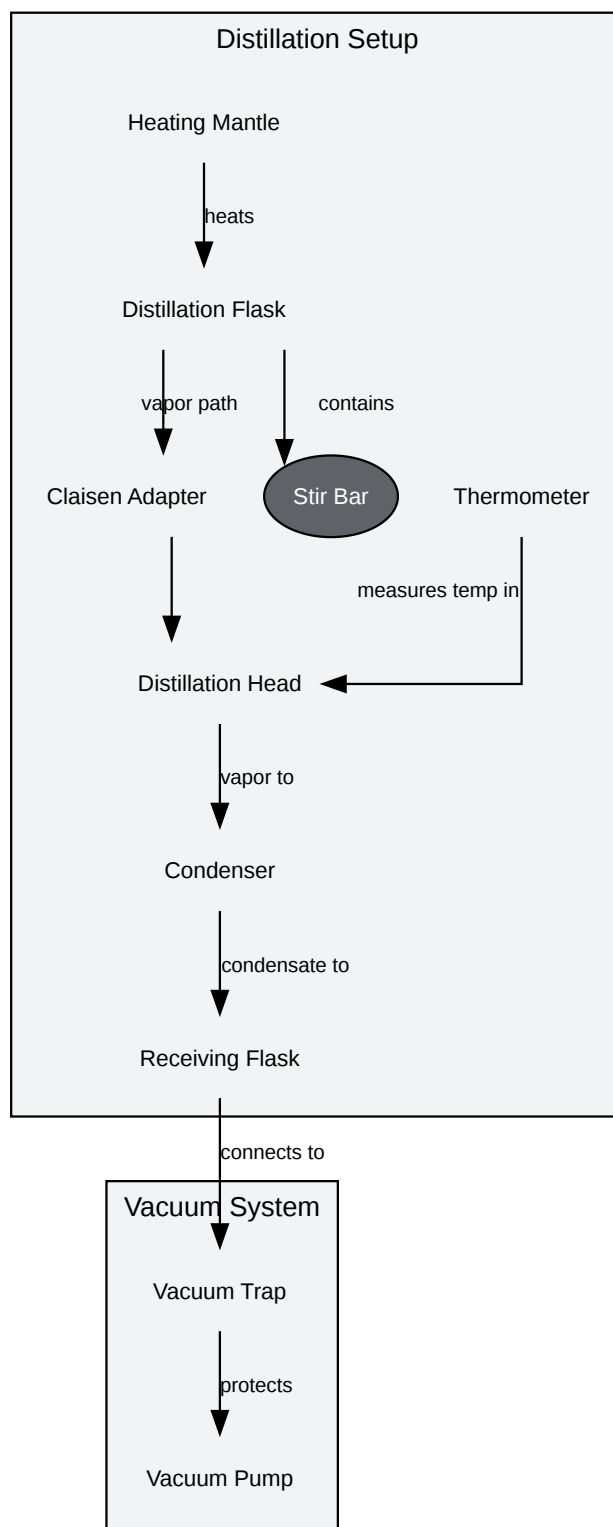 Distillation Setup
Heating Mantle
heats
Distillation Flask
vapor path
contains
Claisen Adapter
Stir Bar
Thermometer
measures temp in
Distillation Head
vapor to
Condenser
condensate to
Receiving Flask
connects to
Vacuum System
Vacuum Trap
protects
Vacuum Pump